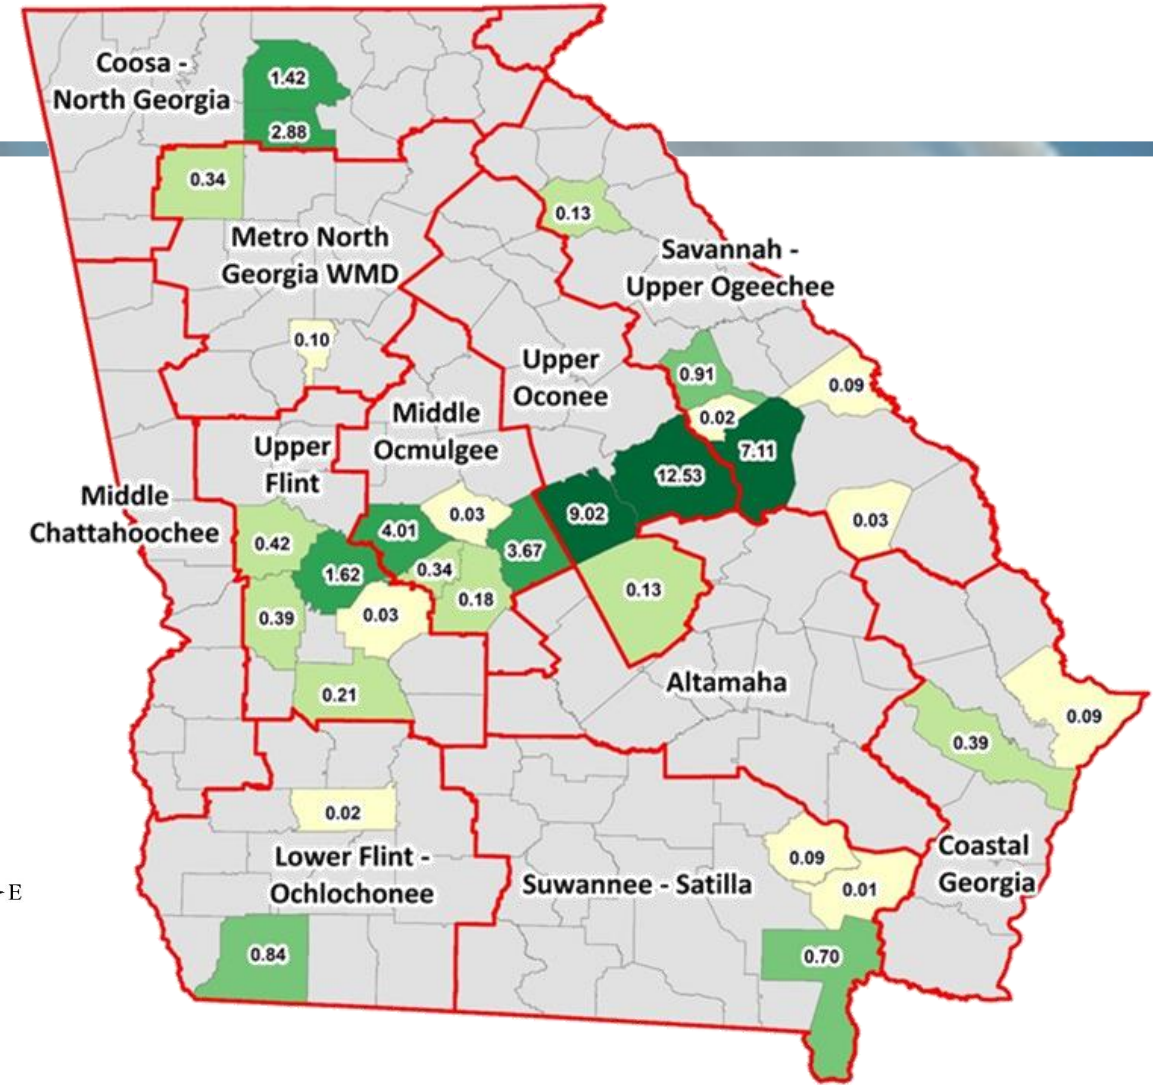 Coosa -
North Georgia
1.42
2.88
0.34
0.13
Metro North
Georgia WMD
Savannah -
Upper Ogeechee
0.10
Upper
Oconee
0.91
0.09
0.02
Middle
Ocmulgee
7.11
Upper
Flint
12.53
Middle
Chattahoochee
9.02
0.03
0.03
4.01
0.42
3.67
0.34
1.62
0.13
0.18
0.39
0.03
Altamaha
0.21
0.09
0.39
0.02
Coastal
Georgia
Lower Flint -
Ochlochonee
0.09
Suwannee - Satilla
0.01
E
0.84
0.70